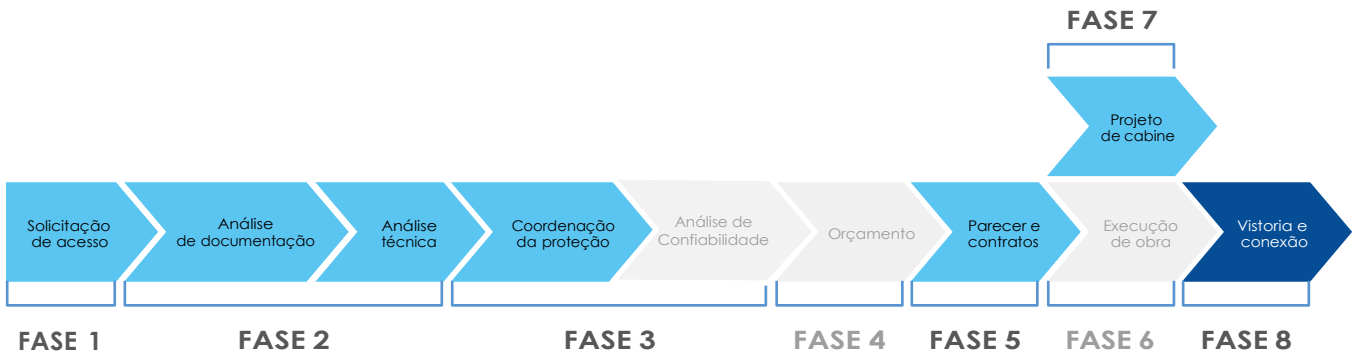 FASE 7
Projeto
de cabine
Solicitação
de acesso
Análise
de documentação
Análise
técnica
Coordenação
da proteção
Análise de
Confiabilidade
Orçamento
Parecer e
contratos
Execução
de obra
Vistoria e
conexão
FASE 1
FASE 2
FASE 3
FASE 4
FASE 5
FASE 6
FASE 8